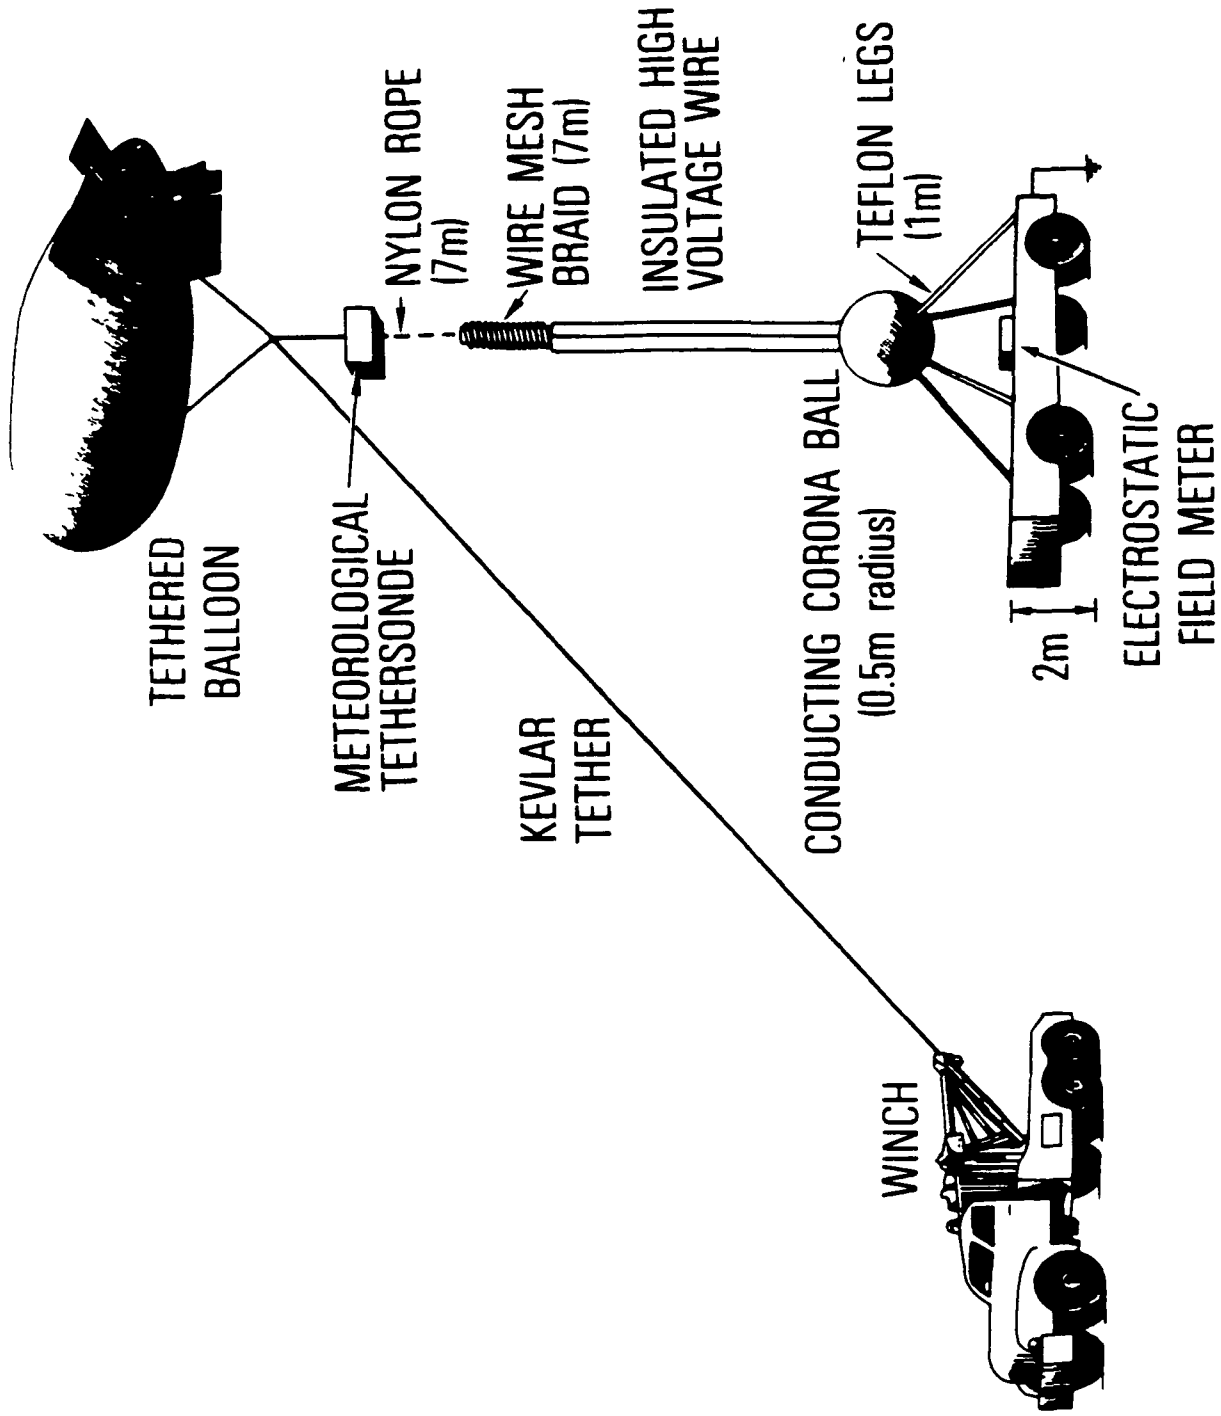 TETHERED
BALLOON
METEOROLOGICAL
TETHERSONDE
NYLON ROPE
(7m)
WIRE MESH
BRAID (7m)
KEVLAR
TETHER
INSULATED HIGH
VOLTAGE WIRE
CONDUCTING CORONA BALL
(0.5m radius)
TEFLON LEGS
(1m)
WINCH
2m
ELECTROSTATIC
FIELD METER